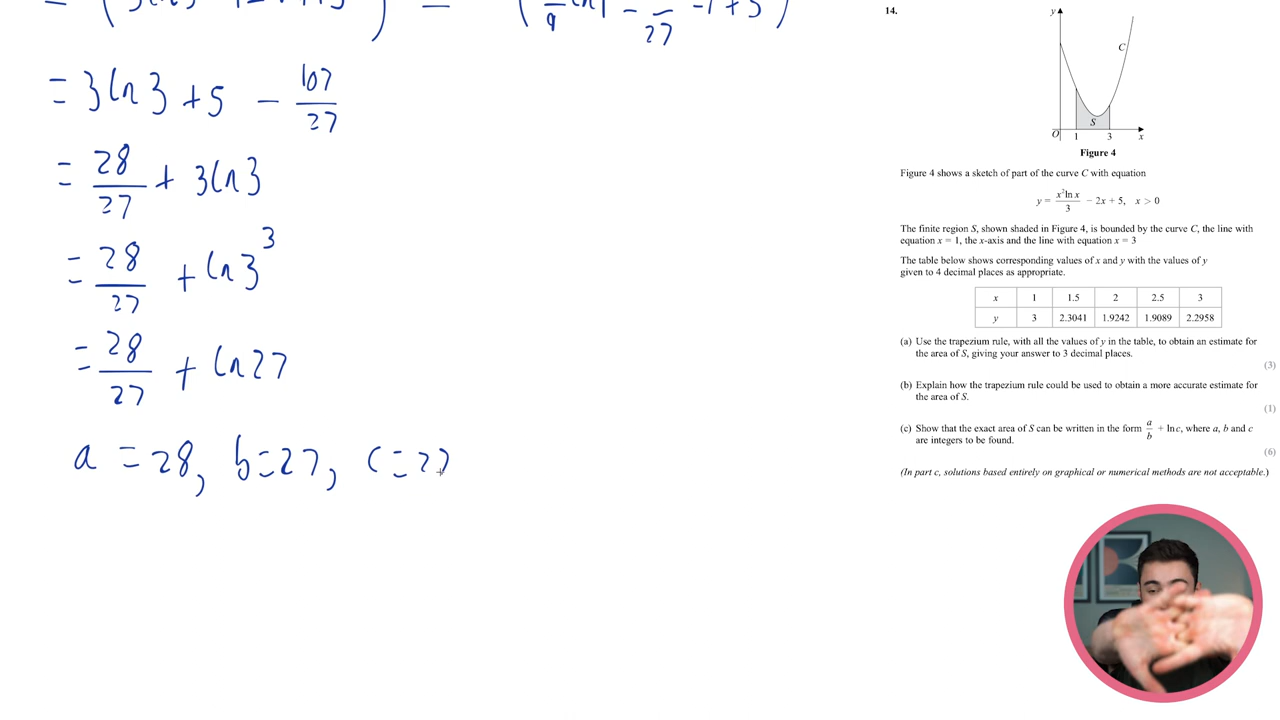 = 3ln3 + 5 - 107/27
= 28/27 + 3ln3
= 28/27 + ln3³
= 28/27 + ln27
a = 28, b=27, c=27
14.
y
C
S
O 1 3 x
Figure 4
Figure 4 shows a sketch of part of the curve C with equation
y = x² ln x / 3 − 2x + 5, x > 0
The finite region S, shown shaded in Figure 4, is bounded by the curve C, the line with
equation x = 1, the x-axis and the line with equation x = 3
The table below shows corresponding values of x and y with the values of y
given to 4 decimal places as appropriate.
x 1 1.5 2 2.5 3
y 3 2.3041 1.9242 1.9089 2.2958
(a) Use the trapezium rule, with all the values of y in the table, to obtain an estimate for
the area of S, giving your answer to 3 decimal places.
(3)
(b) Explain how the trapezium rule could be used to obtain a more accurate estimate for
the area of S.
(1)
(c) Show that the exact area of S can be written in the form a/b + ln c, where a, b and c
are integers to be found.
(6)
(In part c, solutions based entirely on graphical or numerical methods are not acceptable.)